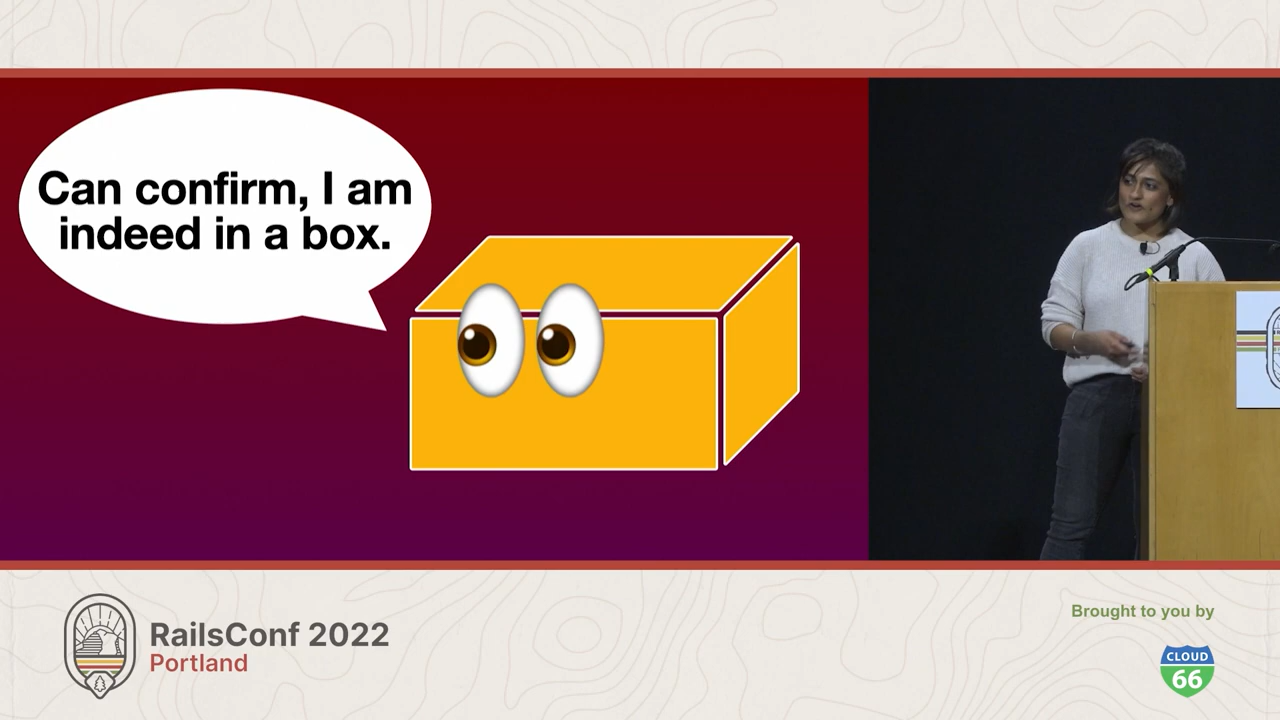 Can confirm, I am
indeed in a box.
RailsConf 2022
Portland
Brought to you by
CLOUD
66